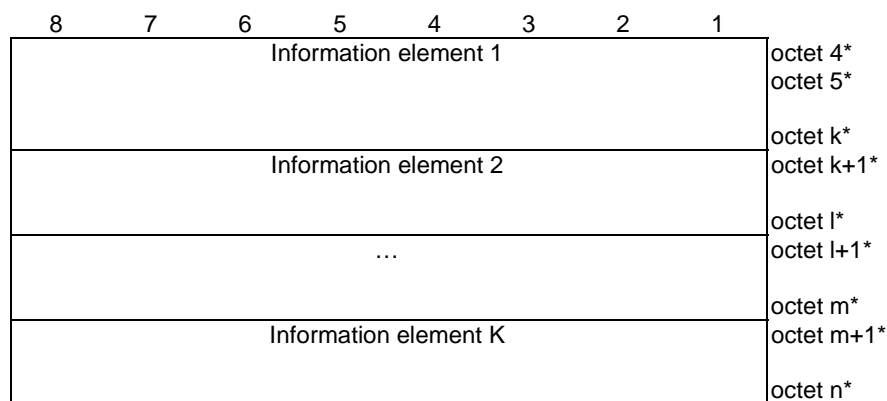 8 7 6 5 4 3 2 1
Information element 1 octet 4*
octet 5*
octet k*
Information element 2 octet k+1*
octet l*
… octet l+1*
octet m*
Information element K octet m+1*
octet n*